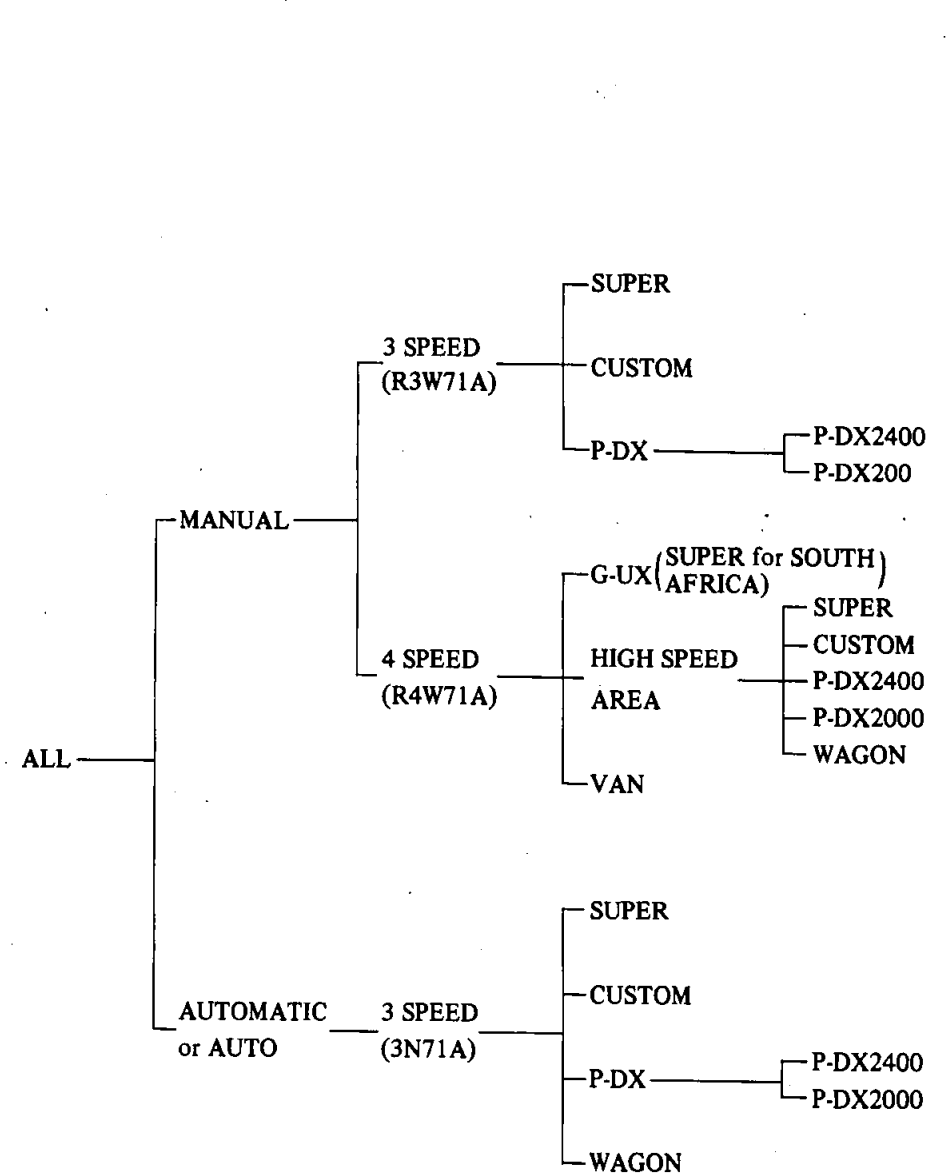 SUPER
3 SPEED
(R3W71A)
CUSTOM
P-DX
P-DX2400
P-DX200
MANUAL
G-UX (SUPER for SOUTH
AFRICA)
SUPER
CUSTOM
4 SPEED
(R4W71A)
HIGH SPEED
AREA
P-DX2400
P-DX2000
WAGON
ALL
VAN
SUPER
CUSTOM
AUTOMATIC
or AUTO
3 SPEED
(3N71A)
P-DX
P-DX2400
P-DX2000
WAGON